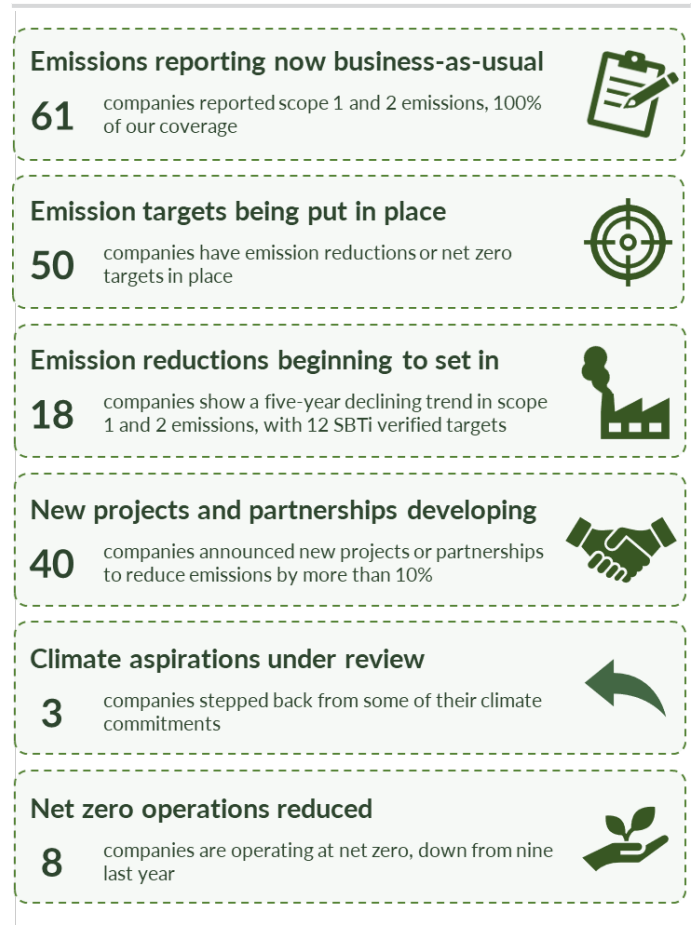 Emissions reporting now business-as-usual
61
companies reported scope 1 and 2 emissions, 100%
of our coverage
Emission targets being put in place
50
companies have emission reductions or net zero
targets in place
Emission reductions beginning to set in
18
companies show a five-year declining trend in scope
1 and 2 emissions, with 12 SBTi verified targets
New projects and partnerships developing
40
companies announced new projects or partnerships
to reduce emissions by more than 10%
Climate aspirations under review
3
companies stepped back from some of their climate
commitments
Net zero operations reduced
8
companies are operating at net zero, down from nine
last year